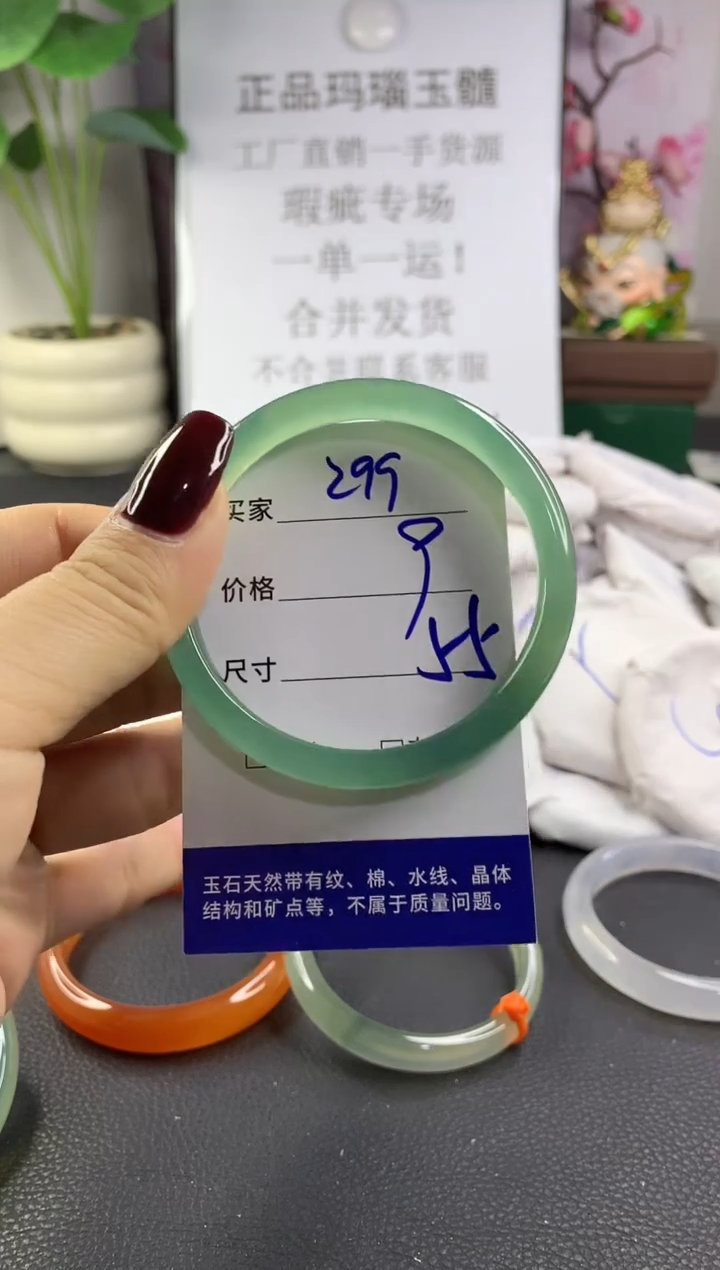 正品玛瑙玉髓
工厂直销一手货源
瑕疵专场
一单一运!
合并发货
不合并联系客服
买家 299
价格 9
尺寸 55
玉石天然带有纹、棉、水线、晶体
结构和矿点等，不属于质量问题。